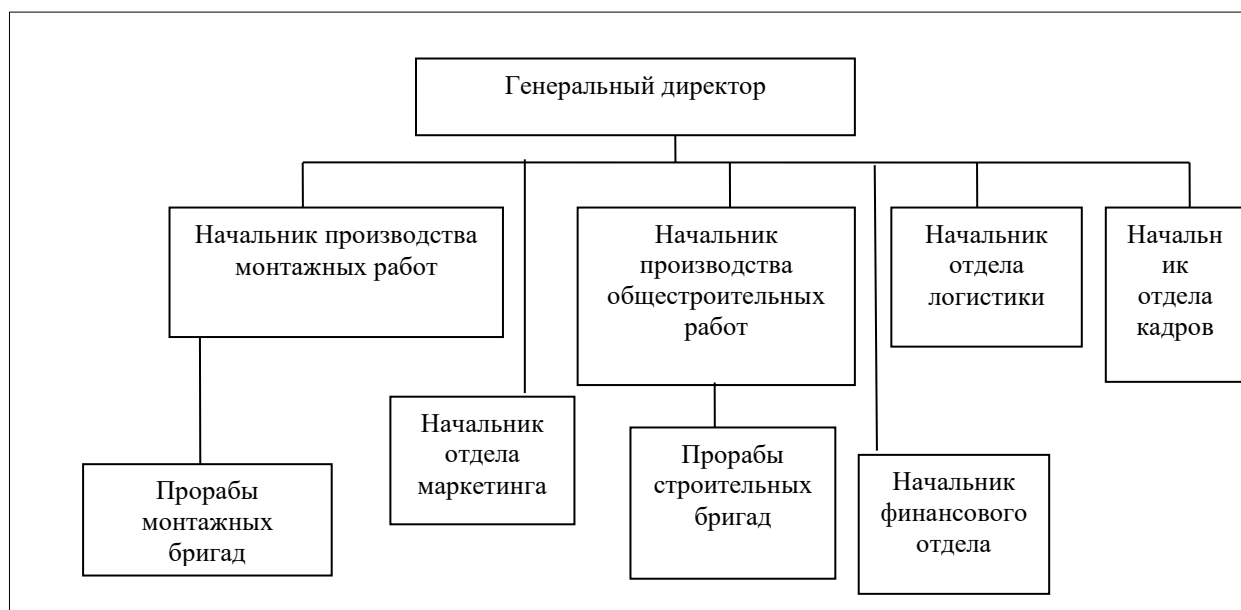 Генеральный директор
Начальник производства
монтажных работ
Начальник
производства
общестроительных
работ
Начальник
отдела
логистики
Начальн
ик
отдела
кадров
Начальник
отдела
маркетинга
Прорабы
строительных
бригад
Начальник
финансового
отдела
Прорабы
монтажных
бригад